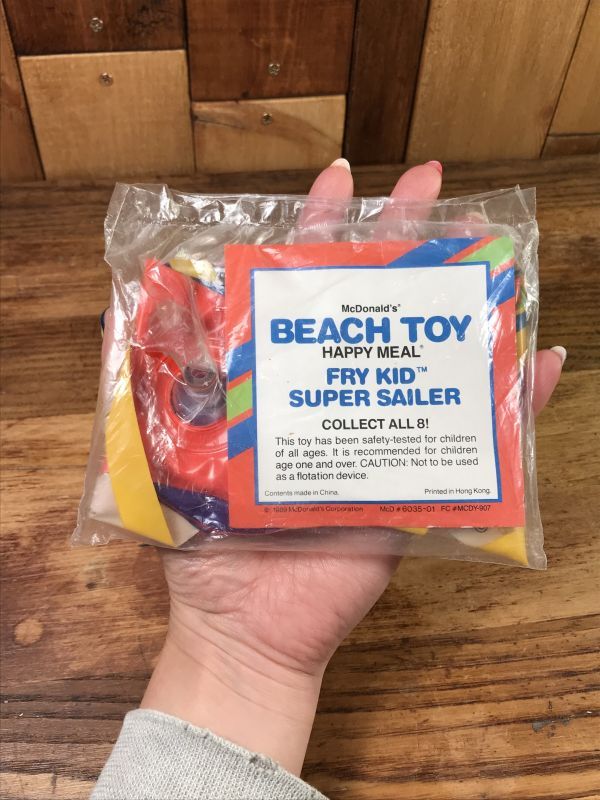 McDonald's®
BEACH TOY
HAPPY MEAL®
FRY KID™
SUPER SAILER
COLLECT ALL 8!
This toy has been safety-tested for children
of all ages. It is recommended for children
age one and over. CAUTION: Not to be used
as a flotation device.
Contents made in China.
Printed in Hong Kong.
© 1989 McDonald's Corporation
McD # 6035-01 FC #MCDY-907